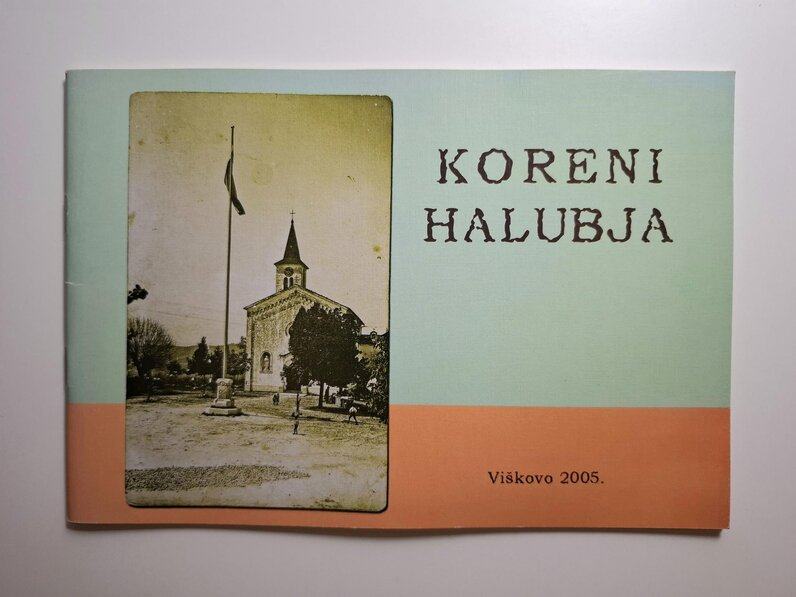 KORENI
HALUBJA
Viškovo 2005.